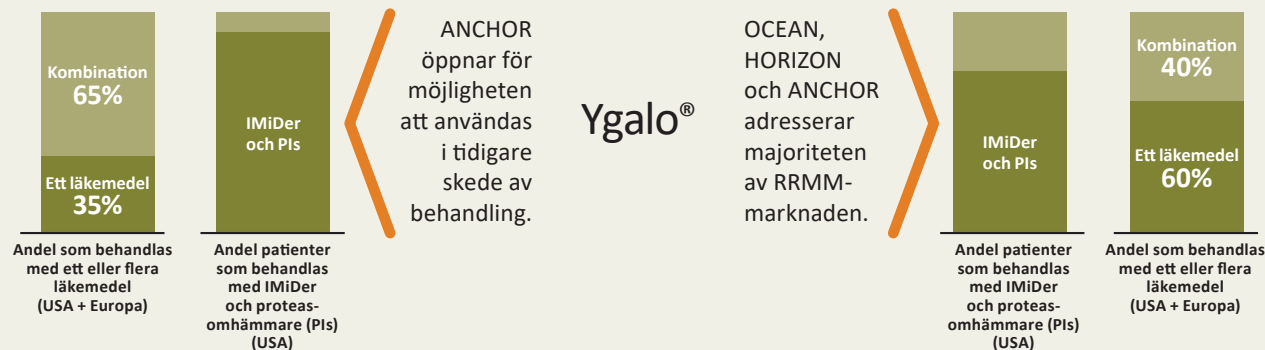 Kombination
65%
Ett läkemedel
35%
Andel som behandlas
med ett eller flera
läkemedel
(USA + Europa)
IMiDer
och PIs
Andel patienter
som behandlas
med IMiDer
och proteas-
omhämmare (PIs)
(USA)
ANCHOR
öppnar för
möjligheten
att användas
i tidigare
skede av
behandling.
Ygalo®
OCEAN,
HORIZON
och ANCHOR
adresserar
majoriteten
av RRMM-
marknaden.
IMiDer
och PIs
Andel patienter
som behandlas
med IMiDer
och proteas-
omhämmare (PIs)
(USA)
Kombination
40%
Ett läkemedel
60%
Andel som behandlas
med ett eller flera
läkemedel
(USA + Europa)